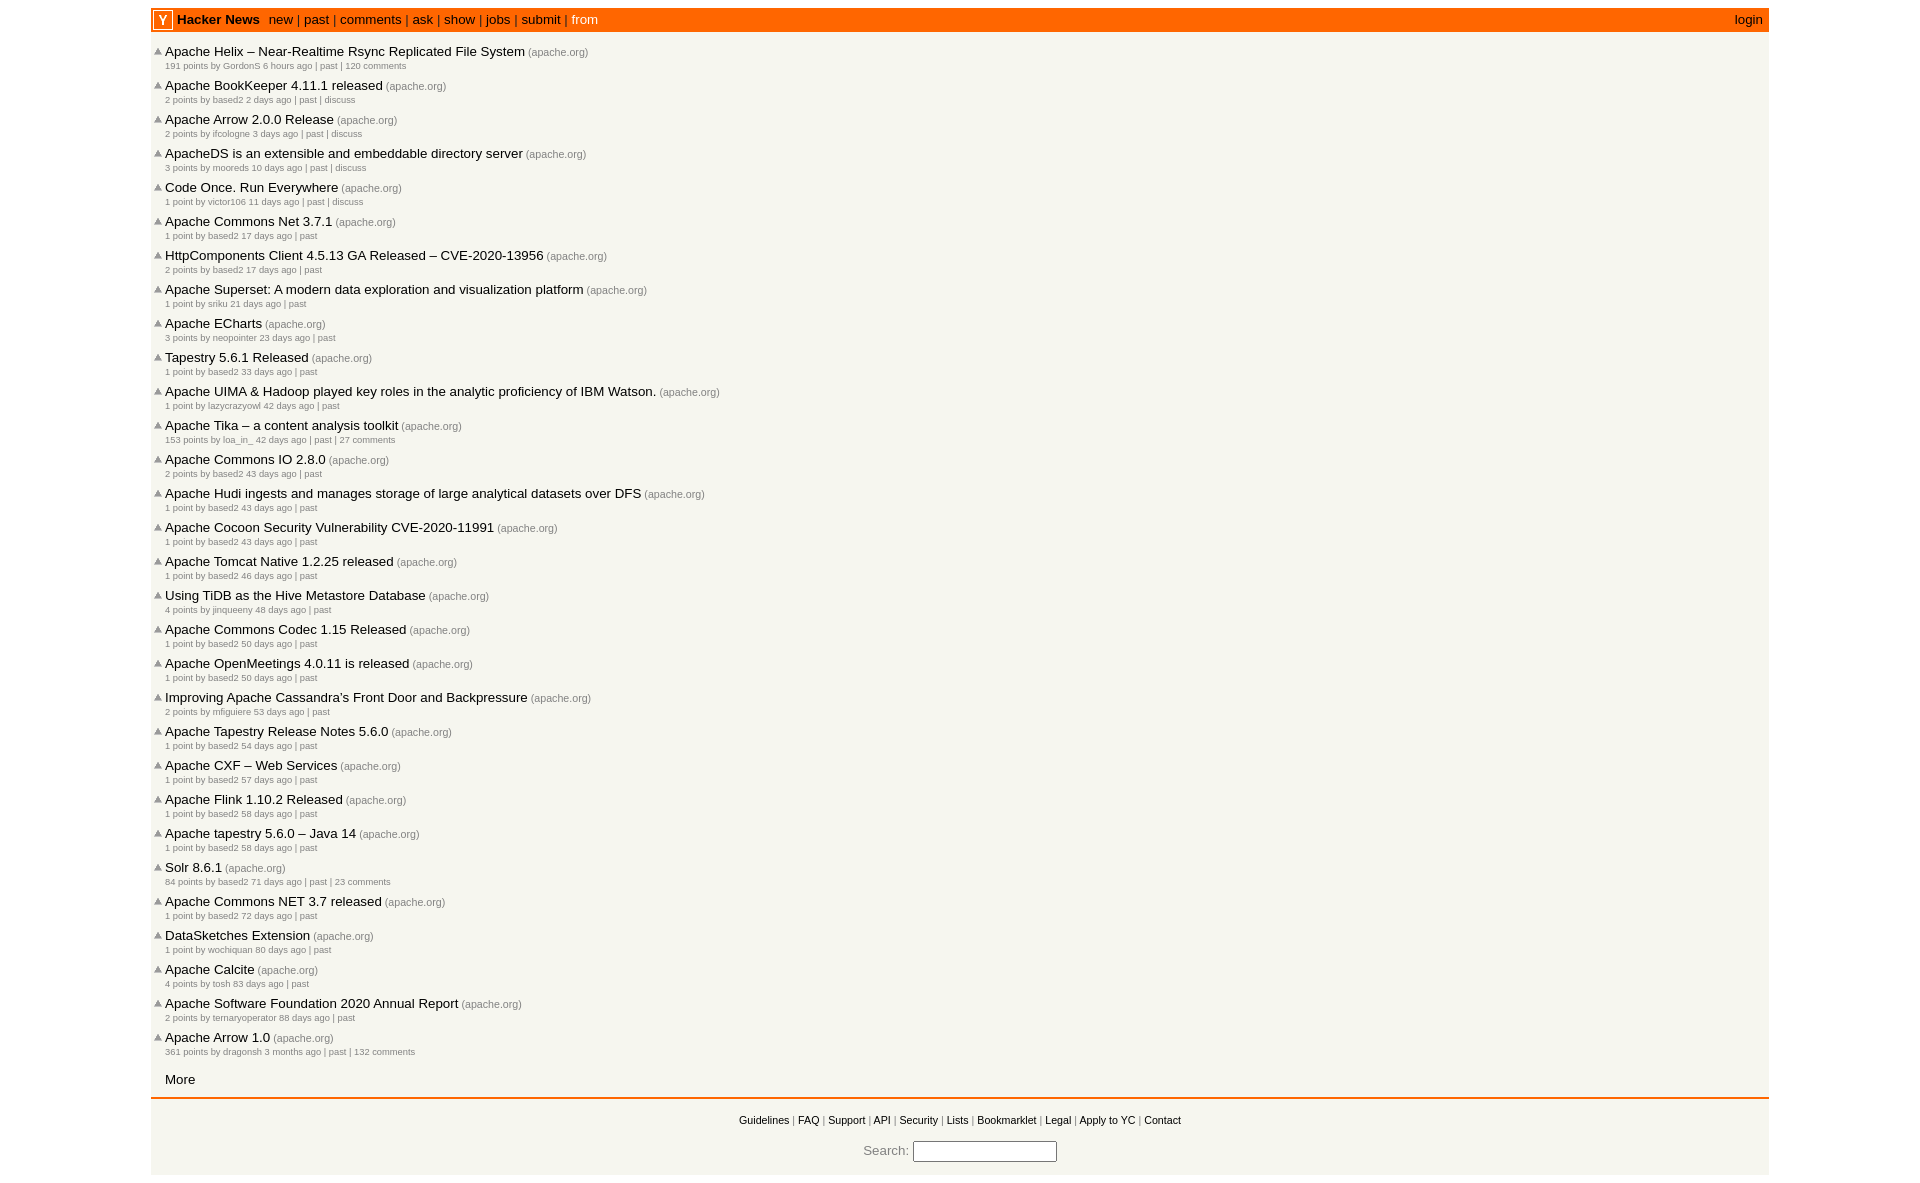 Y Hacker News new | past | comments | ask | show | jobs | submit | from login
Apache Helix – Near-Realtime Rsync Replicated File System (apache.org)
191 points by GordonS 6 hours ago | past | 120 comments
Apache BookKeeper 4.11.1 released (apache.org)
2 points by based2 2 days ago | past | discuss
Apache Arrow 2.0.0 Release (apache.org)
2 points by ifcologne 3 days ago | past | discuss
ApacheDS is an extensible and embeddable directory server (apache.org)
3 points by mooreds 10 days ago | past | discuss
Code Once. Run Everywhere (apache.org)
1 point by victor106 11 days ago | past | discuss
Apache Commons Net 3.7.1 (apache.org)
1 point by based2 17 days ago | past
HttpComponents Client 4.5.13 GA Released – CVE-2020-13956 (apache.org)
2 points by based2 17 days ago | past
Apache Superset: A modern data exploration and visualization platform (apache.org)
1 point by sriku 21 days ago | past
Apache ECharts (apache.org)
3 points by neopointer 23 days ago | past
Tapestry 5.6.1 Released (apache.org)
1 point by based2 33 days ago | past
Apache UIMA & Hadoop played key roles in the analytic proficiency of IBM Watson. (apache.org)
1 point by lazycrazyowl 42 days ago | past
Apache Tika – a content analysis toolkit (apache.org)
153 points by loa_in_ 42 days ago | past | 27 comments
Apache Commons IO 2.8.0 (apache.org)
2 points by based2 43 days ago | past
Apache Hudi ingests and manages storage of large analytical datasets over DFS (apache.org)
1 point by based2 43 days ago | past
Apache Cocoon Security Vulnerability CVE-2020-11991 (apache.org)
1 point by based2 43 days ago | past
Apache Tomcat Native 1.2.25 released (apache.org)
1 point by based2 46 days ago | past
Using TiDB as the Hive Metastore Database (apache.org)
4 points by jinqueeny 48 days ago | past
Apache Commons Codec 1.15 Released (apache.org)
1 point by based2 50 days ago | past
Apache OpenMeetings 4.0.11 is released (apache.org)
1 point by based2 50 days ago | past
Improving Apache Cassandra’s Front Door and Backpressure (apache.org)
2 points by mfiguiere 53 days ago | past
Apache Tapestry Release Notes 5.6.0 (apache.org)
1 point by based2 54 days ago | past
Apache CXF – Web Services (apache.org)
1 point by based2 57 days ago | past
Apache Flink 1.10.2 Released (apache.org)
1 point by based2 58 days ago | past
Apache tapestry 5.6.0 – Java 14 (apache.org)
1 point by based2 58 days ago | past
Solr 8.6.1 (apache.org)
84 points by based2 71 days ago | past | 23 comments
Apache Commons NET 3.7 released (apache.org)
1 point by based2 72 days ago | past
DataSketches Extension (apache.org)
1 point by wochiquan 80 days ago | past
Apache Calcite (apache.org)
4 points by tosh 83 days ago | past
Apache Software Foundation 2020 Annual Report (apache.org)
2 points by ternaryoperator 88 days ago | past
Apache Arrow 1.0 (apache.org)
361 points by dragonsh 3 months ago | past | 132 comments
More
Guidelines | FAQ | Support | API | Security | Lists | Bookmarklet | Legal | Apply to YC | Contact
Search: